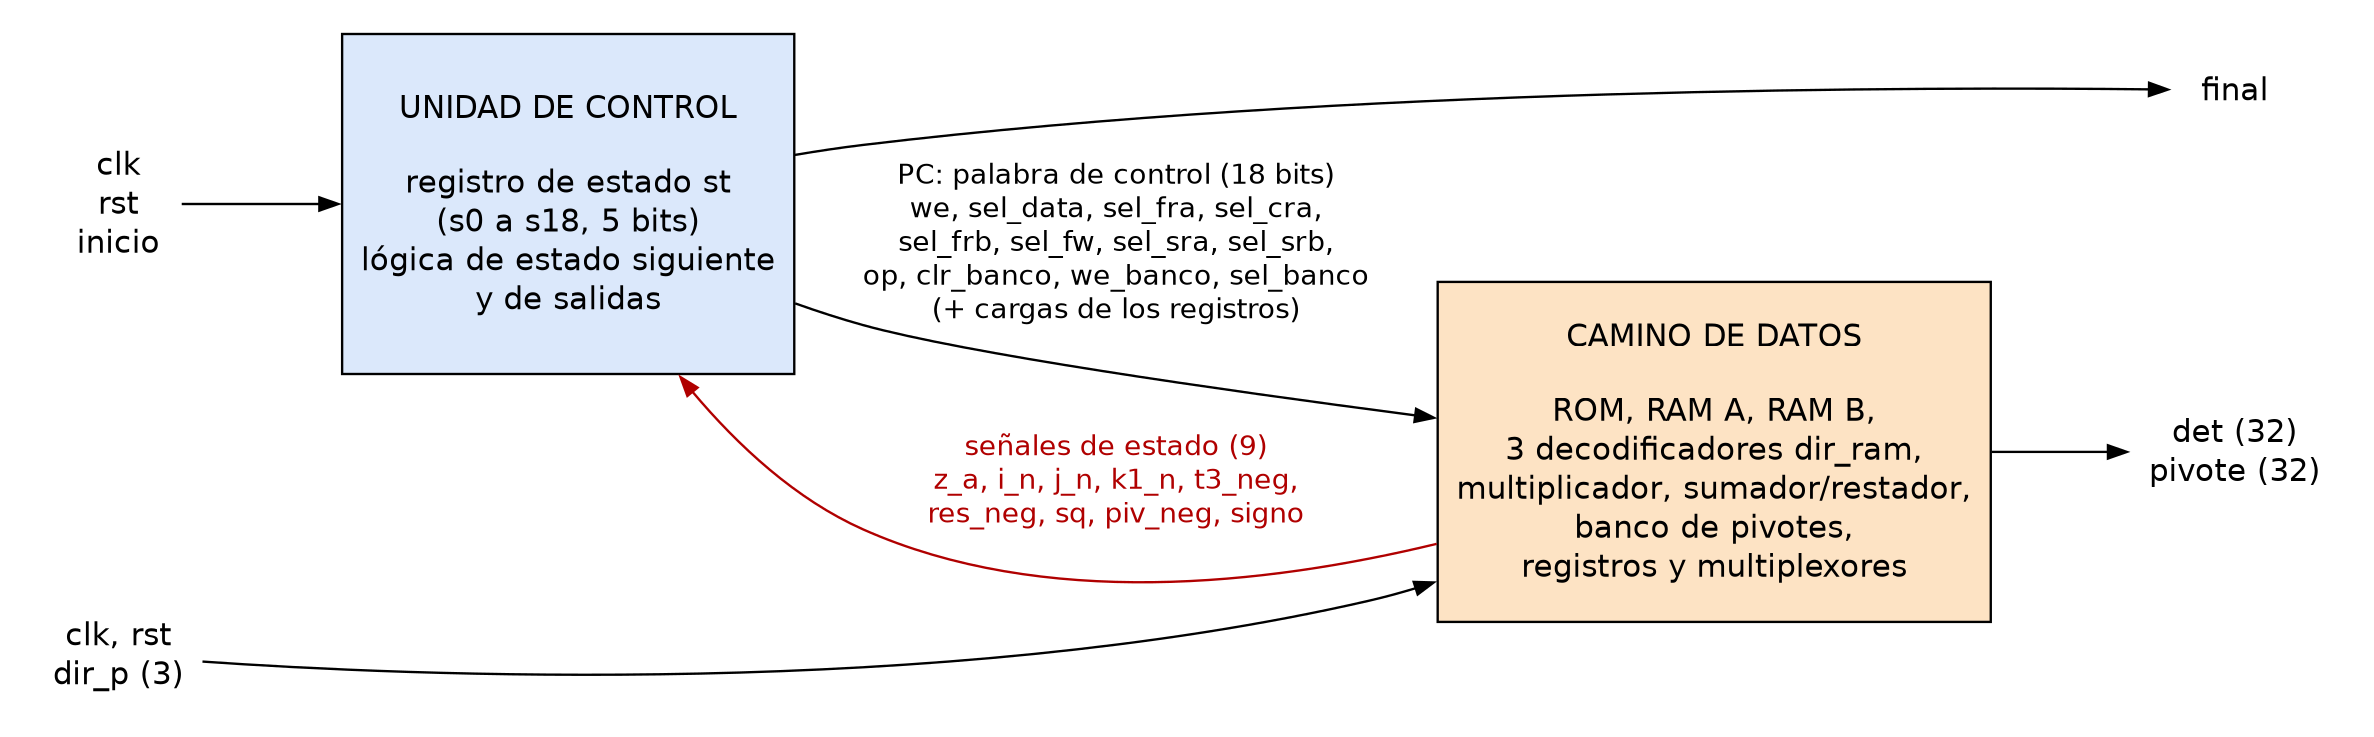 clk
rst
inicio
UNIDAD DE CONTROL
registro de estado st
(s0 a s18, 5 bits)
lógica de estado siguiente
y de salidas
final
PC: palabra de control (18 bits)
we, sel_data, sel_fra, sel_cra,
sel_frb, sel_fw, sel_sra, sel_srb,
op, clr_banco, we_banco, sel_banco
(+ cargas de los registros)
señales de estado (9)
z_a, i_n, j_n, k1_n, t3_neg,
res_neg, sq, piv_neg, signo
CAMINO DE DATOS
ROM, RAM A, RAM B,
3 decodificadores dir_ram,
multiplicador, sumador/restador,
banco de pivotes,
registros y multiplexores
det (32)
pivote (32)
clk, rst
dir_p (3)